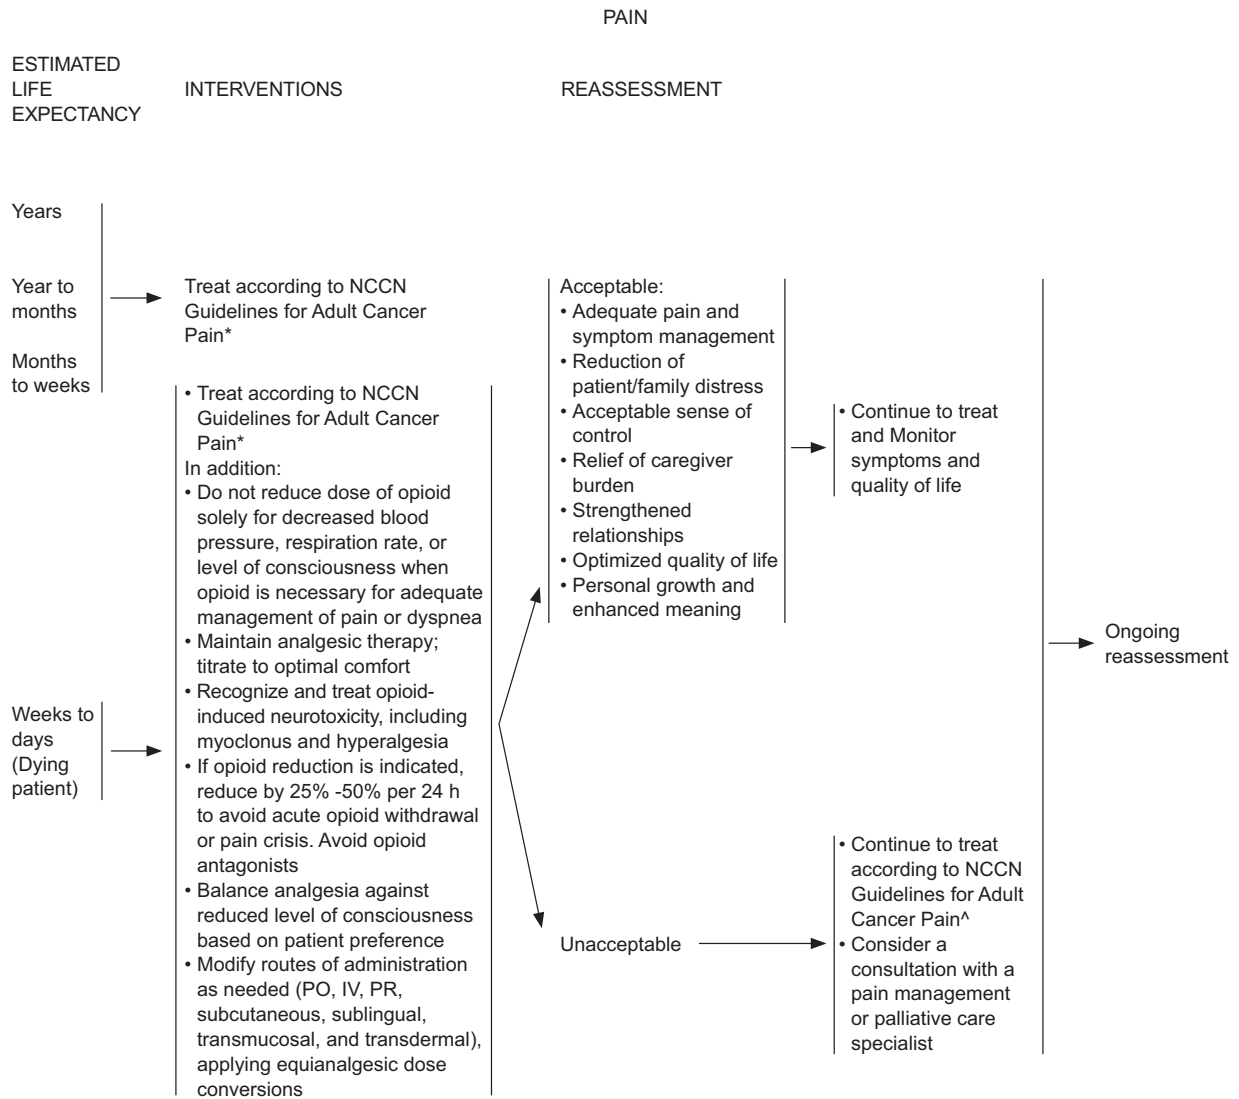 PAIN
ESTIMATED
LIFE
EXPECTANCY
INTERVENTIONS
REASSESSMENT
Years
Year to
months
Months
to weeks
Treat according to NCCN
Guidelines for Adult Cancer
Pain*
Weeks to
days
(Dying
patient)
• Treat according to NCCN
Guidelines for Adult Cancer
Pain*
In addition:
• Do not reduce dose of opioid
solely for decreased blood
pressure, respiration rate, or
level of consciousness when
opioid is necessary for adequate
management of pain or dyspnea
• Maintain analgesic therapy;
titrate to optimal comfort
• Recognize and treat opioid-
induced neurotoxicity, including
myoclonus and hyperalgesia
• If opioid reduction is indicated,
reduce by 25% -50% per 24 h
to avoid acute opioid withdrawal
or pain crisis. Avoid opioid
antagonists
• Balance analgesia against
reduced level of consciousness
based on patient preference
• Modify routes of administration
as needed (PO, IV, PR,
subcutaneous, sublingual,
transmucosal, and transdermal),
applying equianalgesic dose
conversions
Acceptable:
• Adequate pain and
symptom management
• Reduction of
patient/family distress
• Acceptable sense of
control
• Relief of caregiver
burden
• Strengthened
relationships
• Optimized quality of life
• Personal growth and
enhanced meaning
• Continue to treat
and Monitor
symptoms and
quality of life
Unacceptable
• Continue to treat
according to NCCN
Guidelines for Adult
Cancer Pain^
• Consider a
consultation with a
pain management
or palliative care
specialist
Ongoing
reassessment